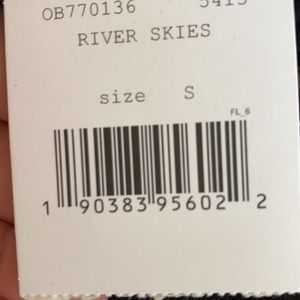 OB770136 5415
RIVER SKIES
size S
FL_6
1 90383 95602 2